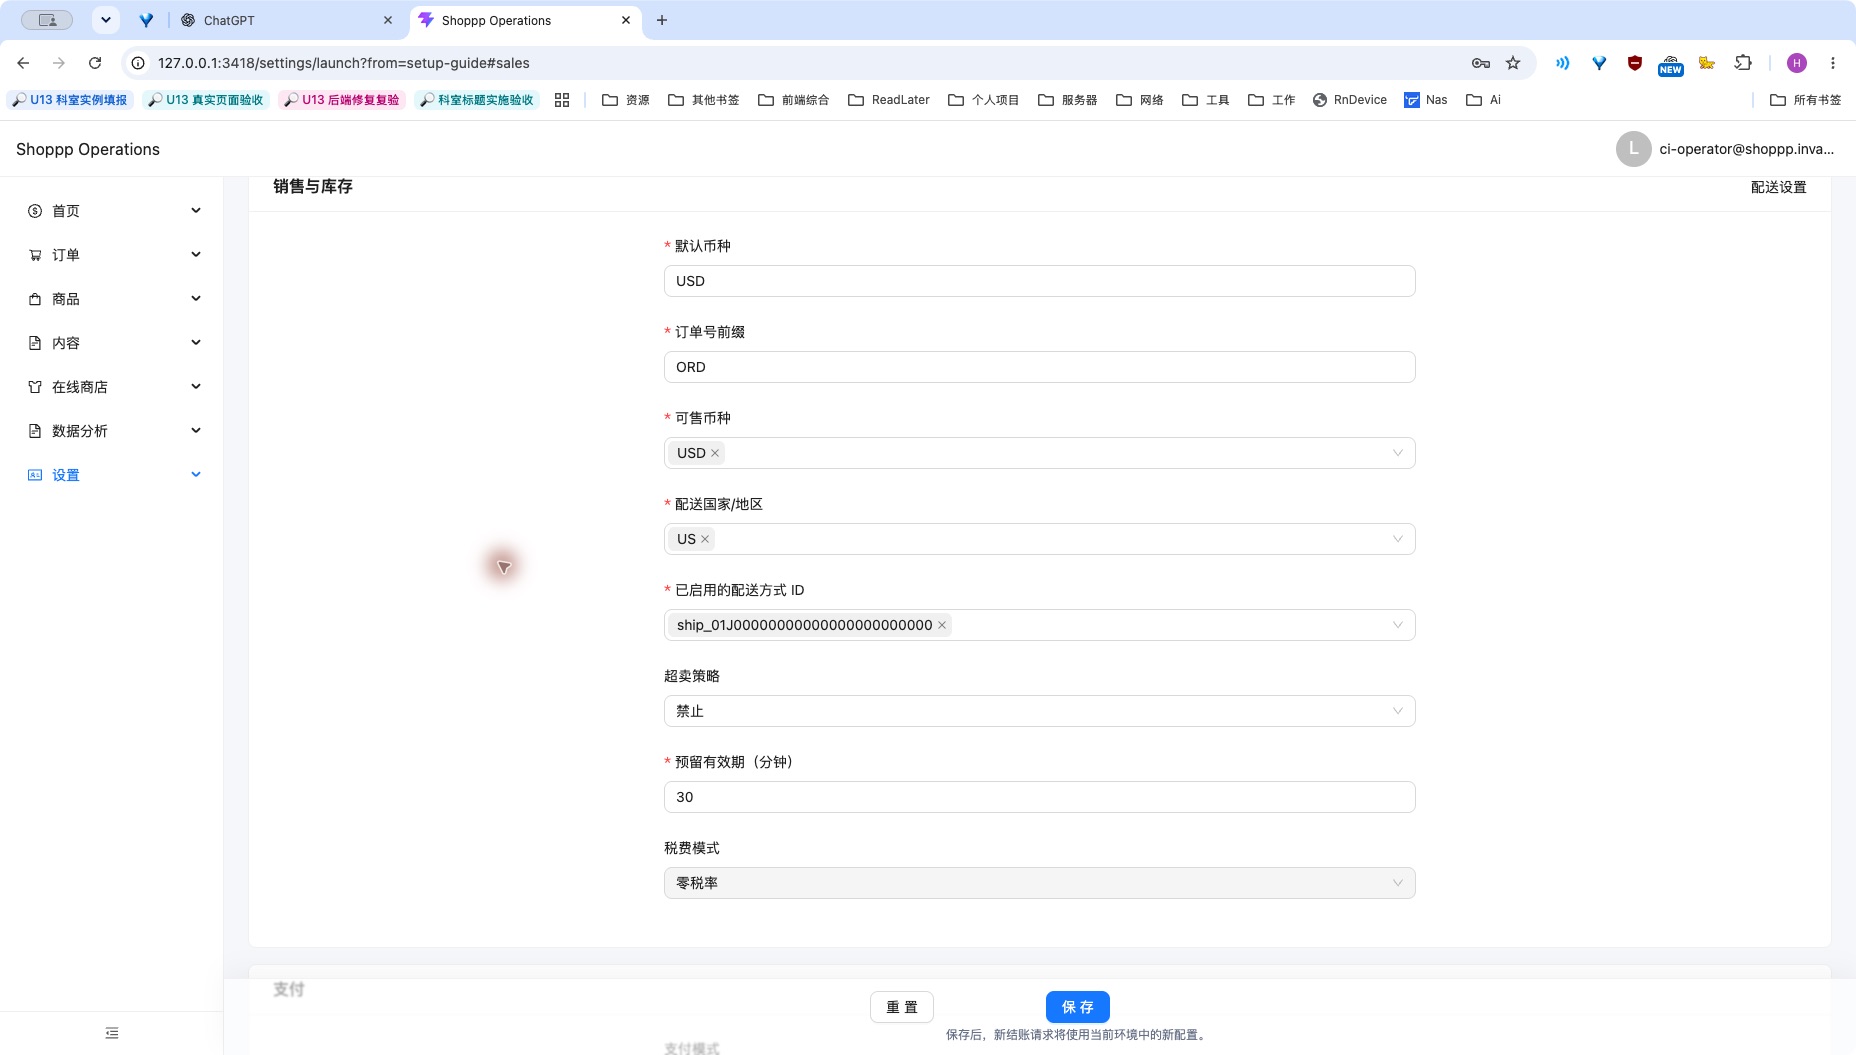 ChatGPT
Shoppp Operations
127.0.0.1:3418/settings/launch?from=setup-guide#sales
NEW
H
U13 科室实例填报
U13 真实页面验收
U13 后端修复复验
科室标题实施验收
资源
其他书签
前端综合
ReadLater
个人项目
服务器
网络
工具
工作
RnDevice
Nas
Ai
所有书签
Shoppp Operations
L
ci-operator@shoppp.inva...
首页
订单
商品
内容
在线商店
数据分析
设置
销售与库存
配送设置
* 默认币种
USD
* 订单号前缀
ORD
* 可售币种
USD
* 配送国家/地区
US
* 已启用的配送方式 ID
ship_01J00000000000000000000000
超卖策略
禁止
* 预留有效期（分钟）
30
税费模式
零税率
支付
重 置
保 存
保存后，新结账请求将使用当前环境中的新配置。
支付模式